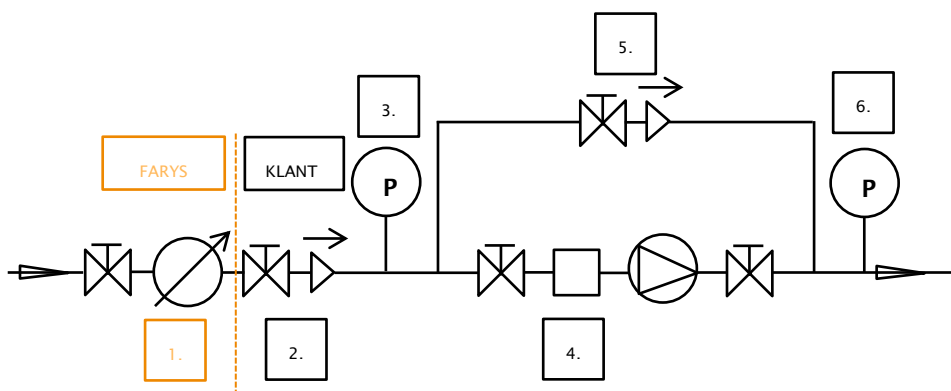 5.
3.
6.
FARYS
KLANT
P
P
1.
2.
4.